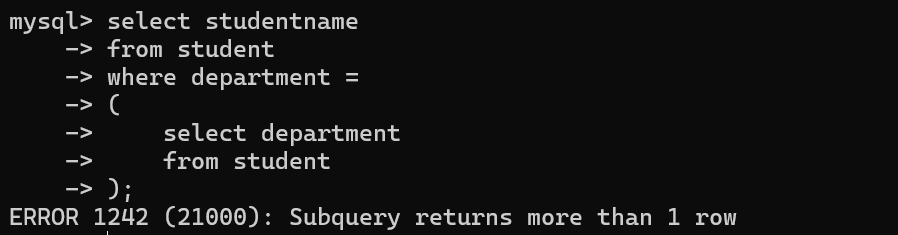 mysql> select studentname
    -> from student
    -> where department =
    -> (
    ->     select department
    ->     from student
    -> );
ERROR 1242 (21000): Subquery returns more than 1 row